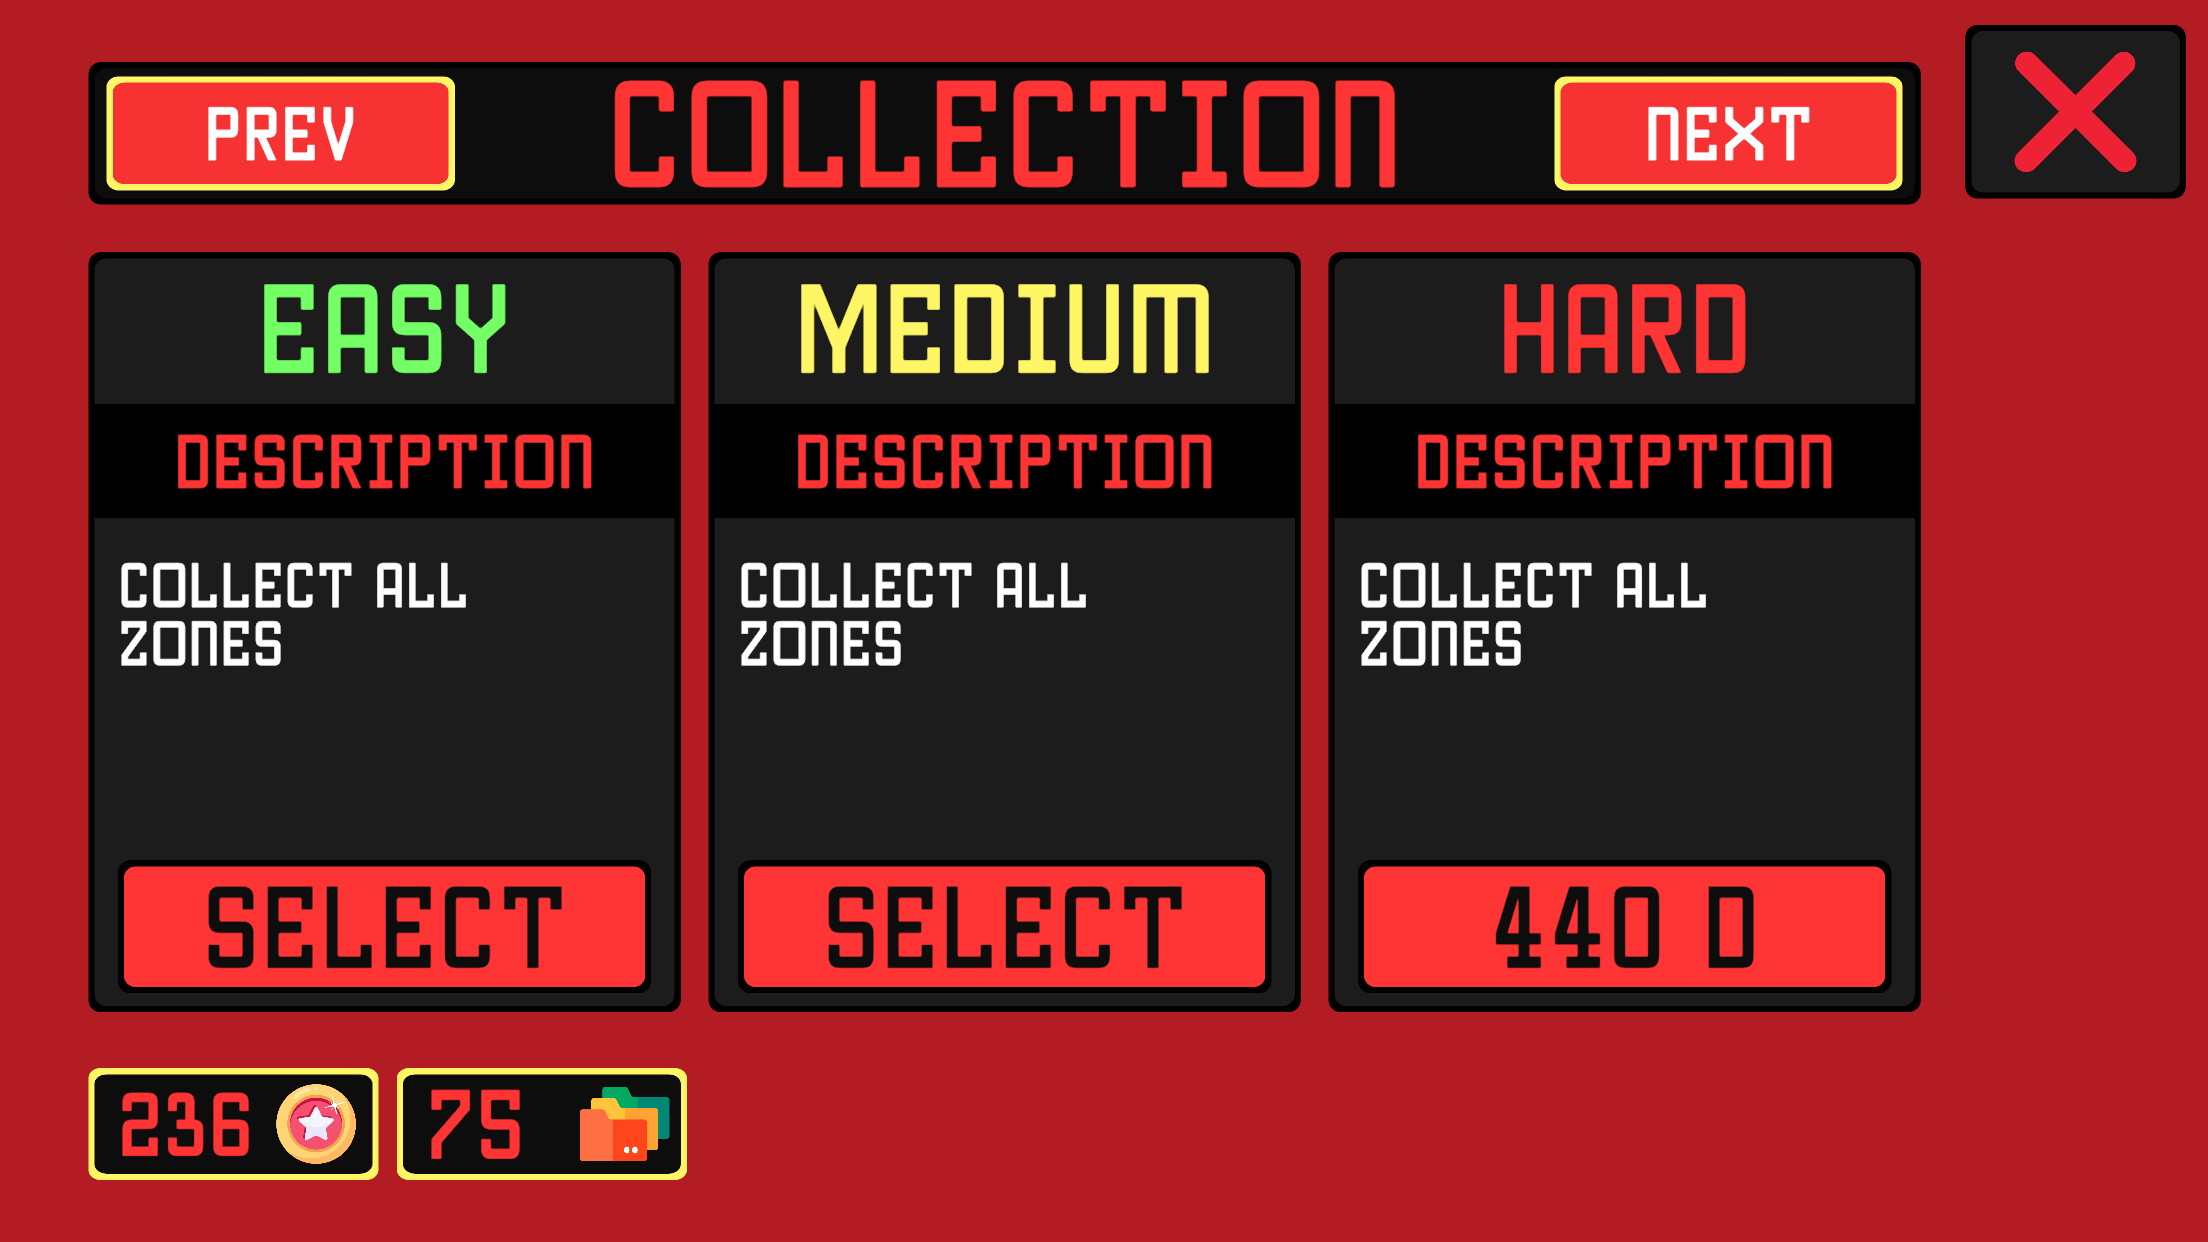 PREV
COLLECTION
NEXT
EASY
DESCRIPTION
COLLECT ALL
ZONES
SELECT
MEDIUM
DESCRIPTION
COLLECT ALL
ZONES
SELECT
HARD
DESCRIPTION
COLLECT ALL
ZONES
440 D
236
75